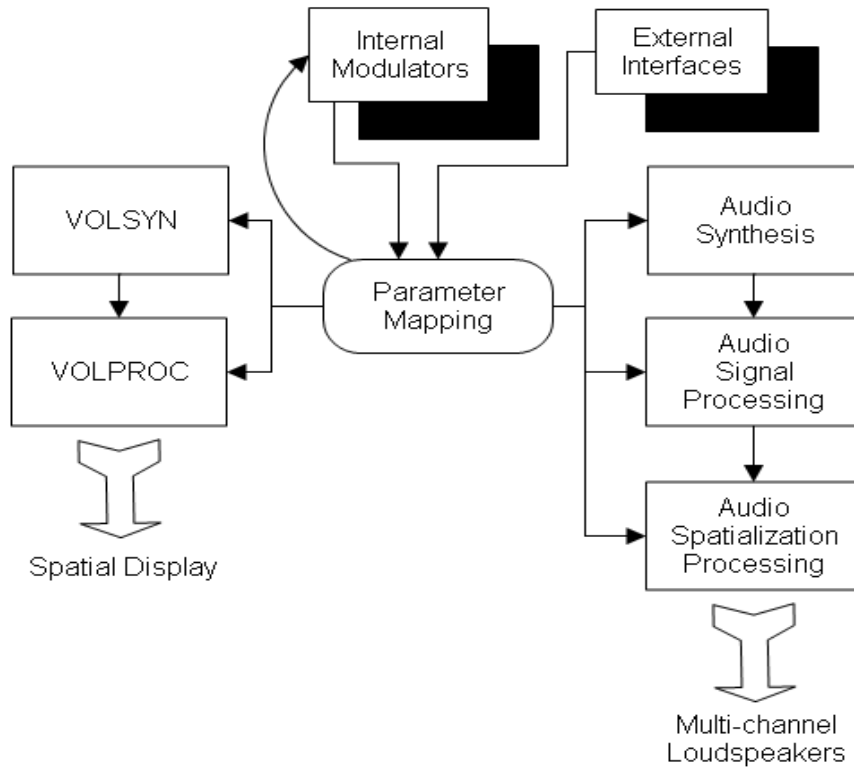 Internal
Modulators
External
Interfaces
VOLSYN
Audio
Synthesis
Parameter
Mapping
VOLPROC
Audio
Signal
Processing
Audio
Spatialization
Processing
Spatial Display
Multi-channel
Loudspeakers